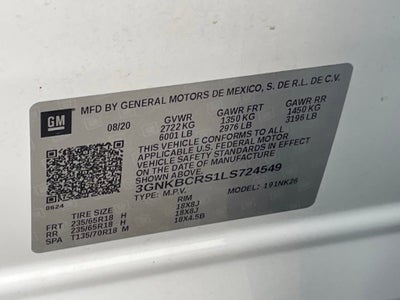 GM
MFD BY GENERAL MOTORS DE MEXICO, S. DE R.L. DE C.V.
08/20 GVWR GAWR FRT GAWR RR
2722 KG 1350 KG 1450 KG
6001 LB 2976 LB 3196 LB
THIS VEHICLE CONFORMS TO ALL
APPLICABLE U.S. FEDERAL MOTOR
VEHICLE SAFETY STANDARDS IN EFFECT
ON THE DATE OF MANUFACTURE SHOWN ABOVE.
3GNKBCRS1LS724549
0624 TYPE: M.P.V. MODEL: 191NK26
TIRE SIZE RIM
FRT 235/65R18 H 18X8J
RR 235/65R18 H 18X8J
SPA T135/70R18 M 18X4.5B